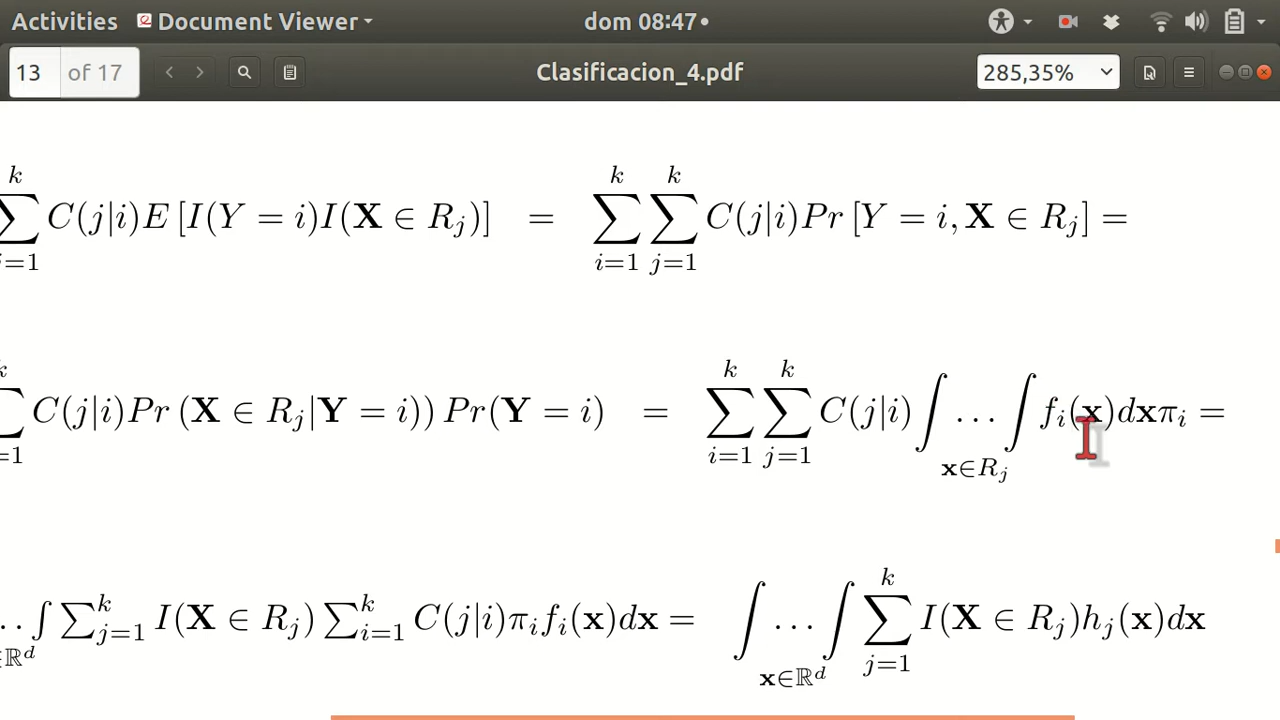 Activities Document Viewer dom 08:47
13 of 17 Clasificacion_4.pdf 285,35%
∑_{j=1}^{k} C(j|i)E [I(Y = i)I(𝐗 ∈ R_j)] = ∑_{i=1}^{k} ∑_{j=1}^{k} C(j|i)Pr [Y = i, 𝐗 ∈ R_j] =
∑_{=1}^{k} C(j|i)Pr (𝐗 ∈ R_j|𝐘 = i)) Pr(𝐘 = i) = ∑_{i=1}^{k} ∑_{j=1}^{k} C(j|i) ∫ … ∫_{𝐱∈R_j} f_i(𝐱)d𝐱π_i =
.. ∫_{∈ℝ^d} ∑_{j=1}^{k} I(𝐗 ∈ R_j) ∑_{i=1}^{k} C(j|i)π_i f_i(𝐱)d𝐱 = ∫ … ∫_{𝐱∈ℝ^d} ∑_{j=1}^{k} I(𝐗 ∈ R_j)h_j(𝐱)d𝐱